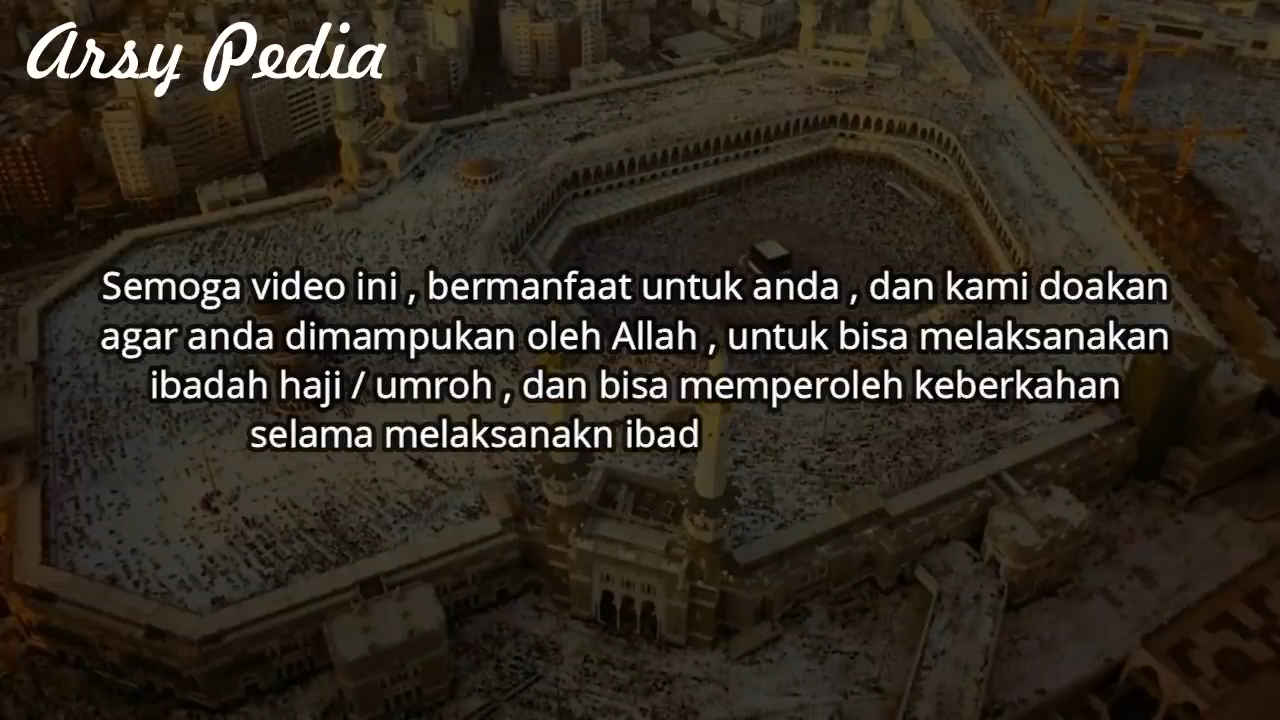 Arsy Pedia
Semoga video ini , bermanfaat untuk anda , dan kami doakan
agar anda dimampukan oleh Allah , untuk bisa melaksanakan
ibadah haji / umroh , dan bisa memperoleh keberkahan
selama melaksanakn ibad